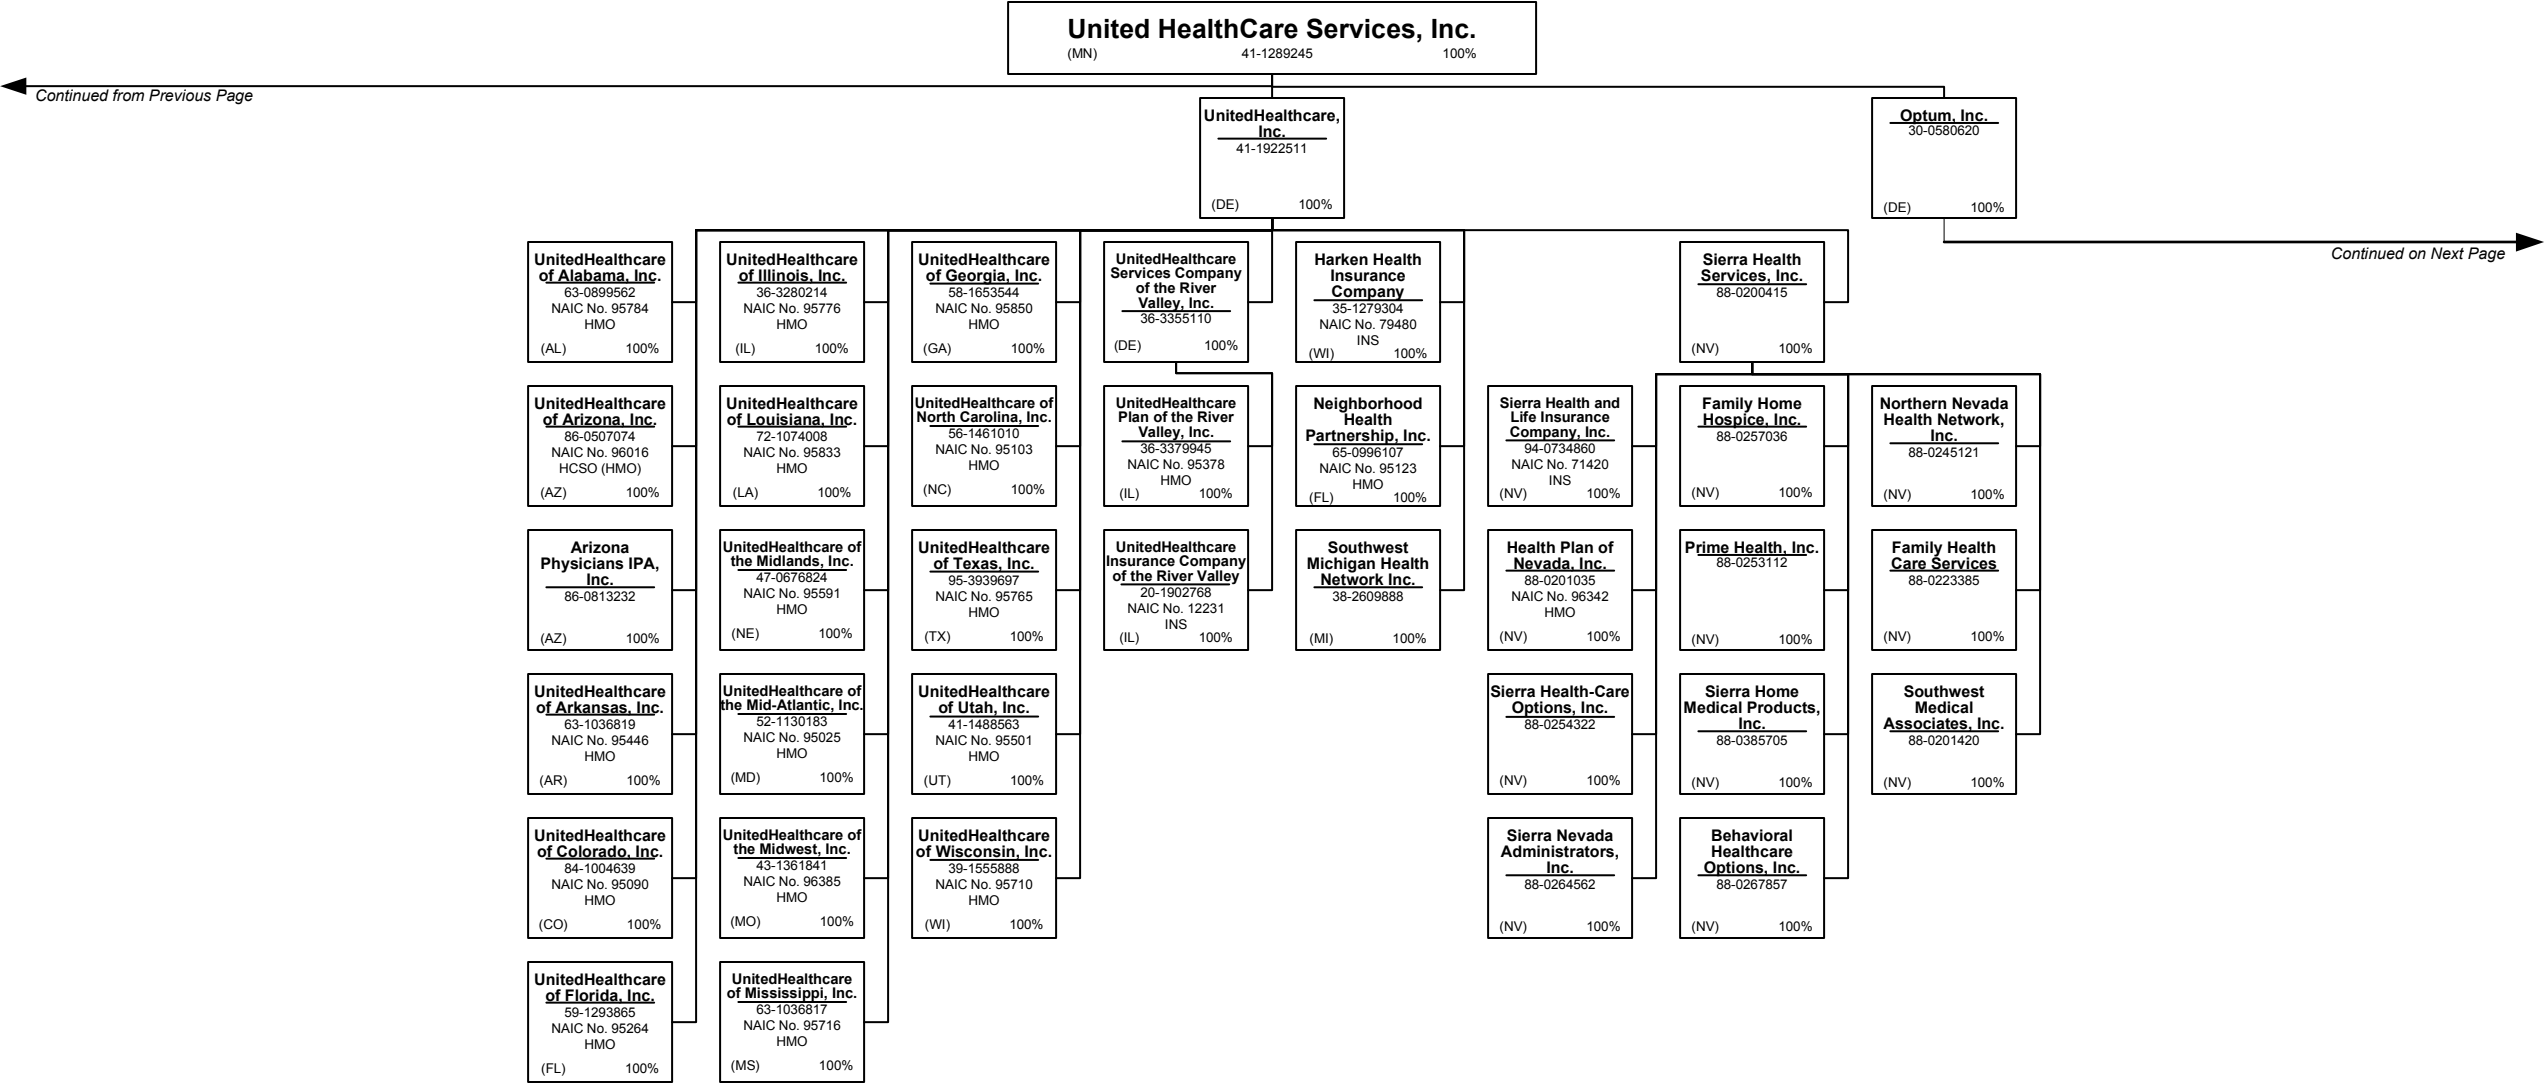 United HealthCare Services, Inc.
(MN) 41-1289245 100%
Continued from Previous Page
UnitedHealthcare,
Inc.
41-1922511
(DE) 100%
Optum, Inc.
30-0580620
(DE) 100%
Continued on Next Page
UnitedHealthcare
of Alabama, Inc.
63-0899562
NAIC No. 95784
HMO
(AL) 100%
UnitedHealthcare
of Illinois, Inc.
36-3280214
NAIC No. 95776
HMO
(IL) 100%
UnitedHealthcare
of Georgia, Inc.
58-1653544
NAIC No. 95850
HMO
(GA) 100%
UnitedHealthcare
Services Company
of the River
Valley, Inc.
36-3355110
(DE) 100%
Harken Health
Insurance
Company
35-1279304
NAIC No. 79480
INS
(WI) 100%
Sierra Health
Services, Inc.
88-0200415
(NV) 100%
UnitedHealthcare
of Arizona, Inc.
86-0507074
NAIC No. 96016
HCSO (HMO)
(AZ) 100%
UnitedHealthcare
of Louisiana, Inc.
72-1074008
NAIC No. 95833
HMO
(LA) 100%
UnitedHealthcare of
North Carolina, Inc.
56-1461010
NAIC No. 95103
HMO
(NC) 100%
UnitedHealthcare
Plan of the River
Valley, Inc.
36-3379945
NAIC No. 95378
HMO
(IL) 100%
Neighborhood
Health
Partnership, Inc.
65-0996107
NAIC No. 95123
HMO
(FL) 100%
Sierra Health and
Life Insurance
Company, Inc.
94-0734860
NAIC No. 71420
INS
(NV) 100%
Family Home
Hospice, Inc.
88-0257036
(NV) 100%
Northern Nevada
Health Network,
Inc.
88-0245121
(NV) 100%
Arizona
Physicians IPA,
Inc.
86-0813232
(AZ) 100%
UnitedHealthcare of
the Midlands, Inc.
47-0676824
NAIC No. 95591
HMO
(NE) 100%
UnitedHealthcare
of Texas, Inc.
95-3939697
NAIC No. 95765
HMO
(TX) 100%
UnitedHealthcare
Insurance Company
of the River Valley
20-1902768
NAIC No. 12231
INS
(IL) 100%
Southwest
Michigan Health
Network Inc.
38-2609888
(MI) 100%
Health Plan of
Nevada, Inc.
88-0201035
NAIC No. 96342
HMO
(NV) 100%
Prime Health, Inc.
88-0253112
(NV) 100%
Family Health
Care Services
88-0223385
(NV) 100%
UnitedHealthcare
of Arkansas, Inc.
63-1036819
NAIC No. 95446
HMO
(AR) 100%
UnitedHealthcare of
the Mid-Atlantic, Inc.
52-1130183
NAIC No. 95025
HMO
(MD) 100%
UnitedHealthcare
of Utah, Inc.
41-1488563
NAIC No. 95501
HMO
(UT) 100%
Sierra Health-Care
Options, Inc.
88-0254322
(NV) 100%
Sierra Home
Medical Products,
Inc.
88-0385705
(NV) 100%
Southwest
Medical
Associates, Inc.
88-0201420
(NV) 100%
UnitedHealthcare
of Colorado, Inc.
84-1004639
NAIC No. 95090
HMO
(CO) 100%
UnitedHealthcare of
the Midwest, Inc.
43-1361841
NAIC No. 96385
HMO
(MO) 100%
UnitedHealthcare
of Wisconsin, Inc.
39-1555888
NAIC No. 95710
HMO
(WI) 100%
Sierra Nevada
Administrators,
Inc.
88-0264562
(NV) 100%
Behavioral
Healthcare
Options, Inc.
88-0267857
(NV) 100%
UnitedHealthcare
of Florida, Inc.
59-1293865
NAIC No. 95264
HMO
(FL) 100%
UnitedHealthcare
of Mississippi, Inc.
63-1036817
NAIC No. 95716
HMO
(MS) 100%